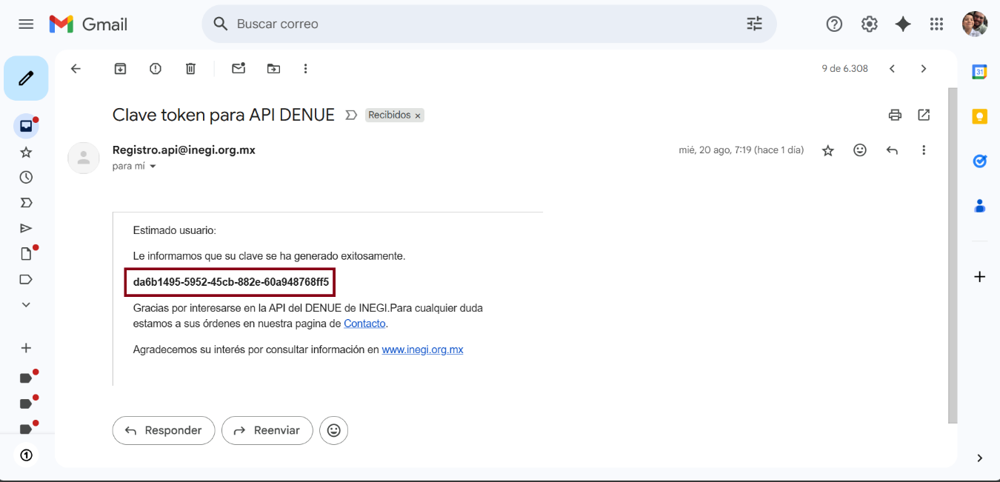 Gmail
Buscar correo
9 de 6.308
Clave token para API DENUE
Recibidos ×
Registro.api@inegi.org.mx
mié, 20 ago, 7:19 (hace 1 día)
para mí
31
Estimado usuario:
Le informamos que su clave se ha generado exitosamente.
da6b1495-5952-45cb-882e-60a948768ff5
Gracias por interesarse en la API del DENUE de INEGI.Para cualquier duda
estamos a sus órdenes en nuestra pagina de Contacto.
Agradecemos su interés por consultar información en www.inegi.org.mx
Responder
Reenviar
1